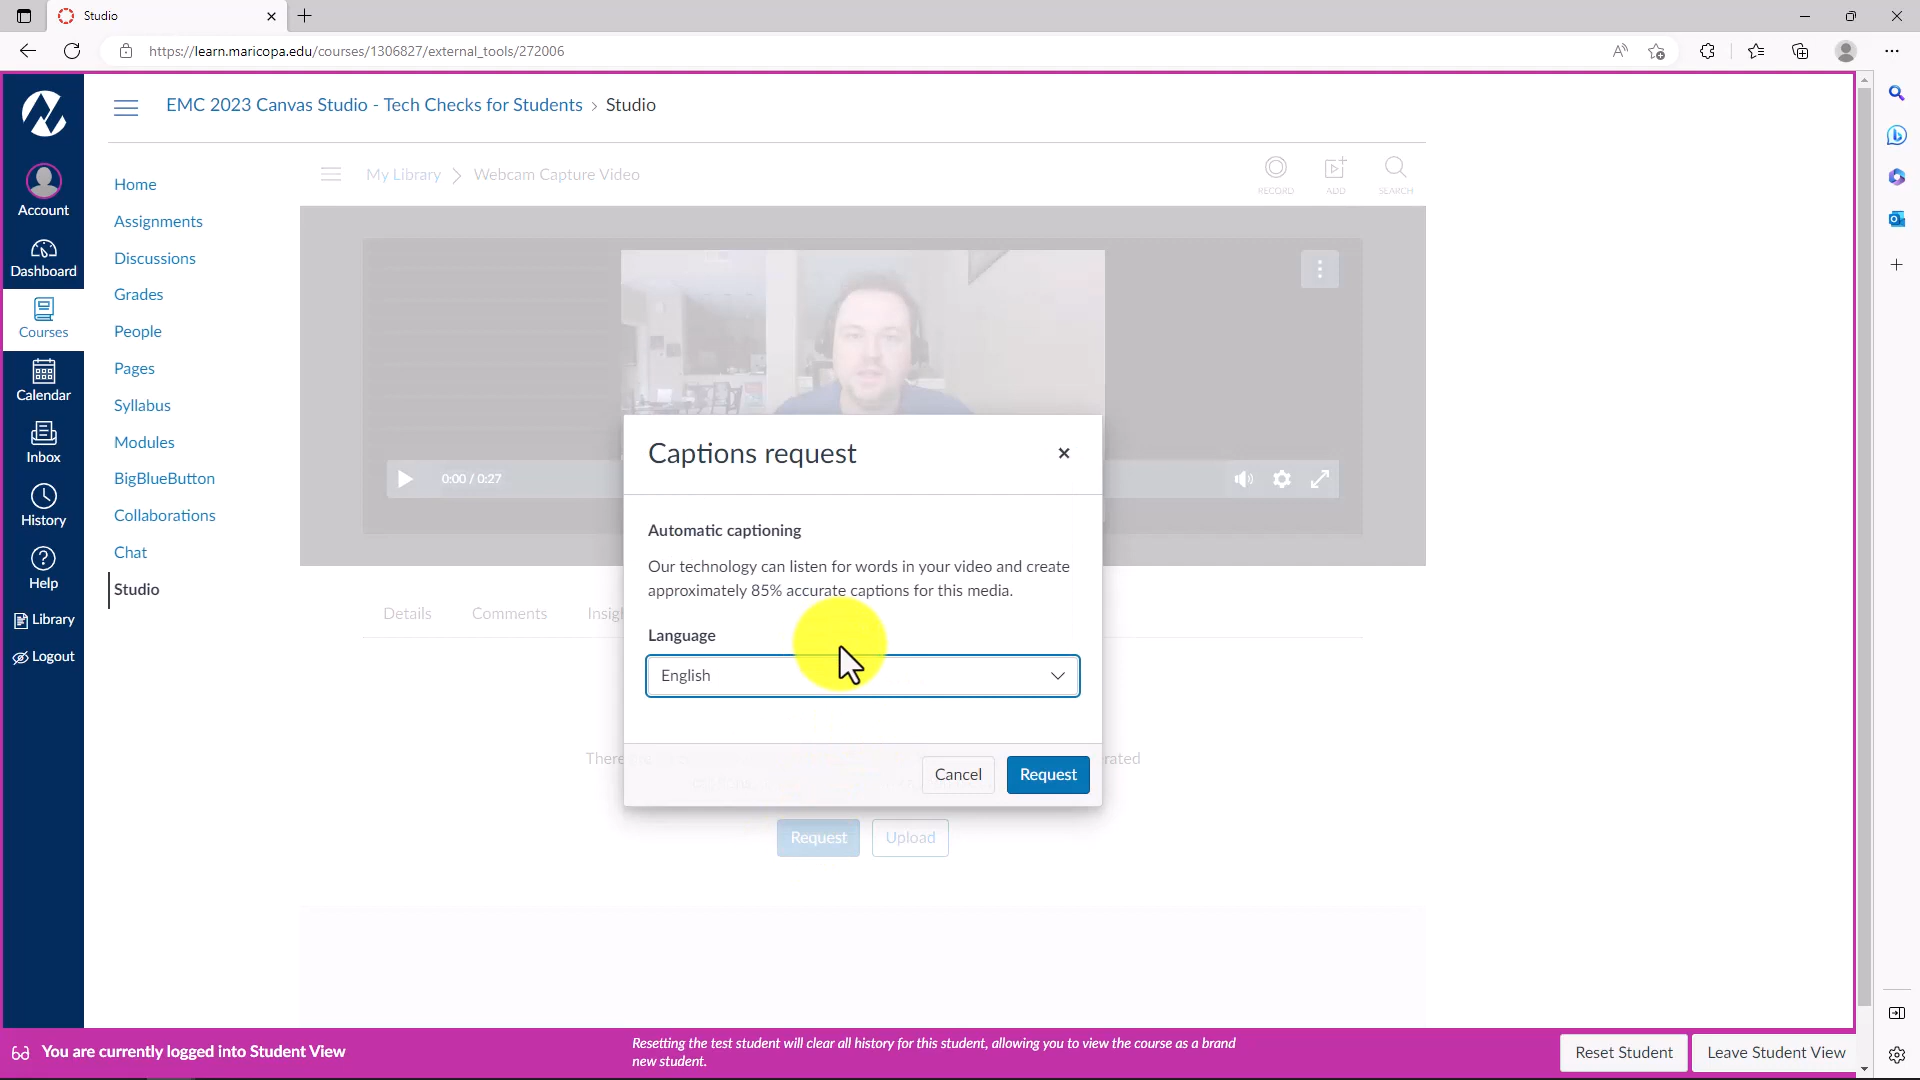 Studio
https://learn.maricopa.edu/courses/1306827/external_tools/272006
EMC 2023 Canvas Studio - Tech Checks for Students > Studio
Account
Dashboard
Courses
Calendar
Inbox
History
Help
Library
Logout
Home
Assignments
Discussions
Grades
People
Pages
Syllabus
Modules
BigBlueButton
Collaborations
Chat
Studio
My Library > Webcam Capture Video
RECORD
ADD
SEARCH
0:00 / 0:27
Details
Comments
Captions request
Automatic captioning
Our technology can listen for words in your video and create
approximately 85% accurate captions for this media.
Language
English
Cancel
Request
Request
Upload
You are currently logged into Student View
Resetting the test student will clear all history for this student, allowing you to view the course as a brand
new student.
Reset Student
Leave Student View